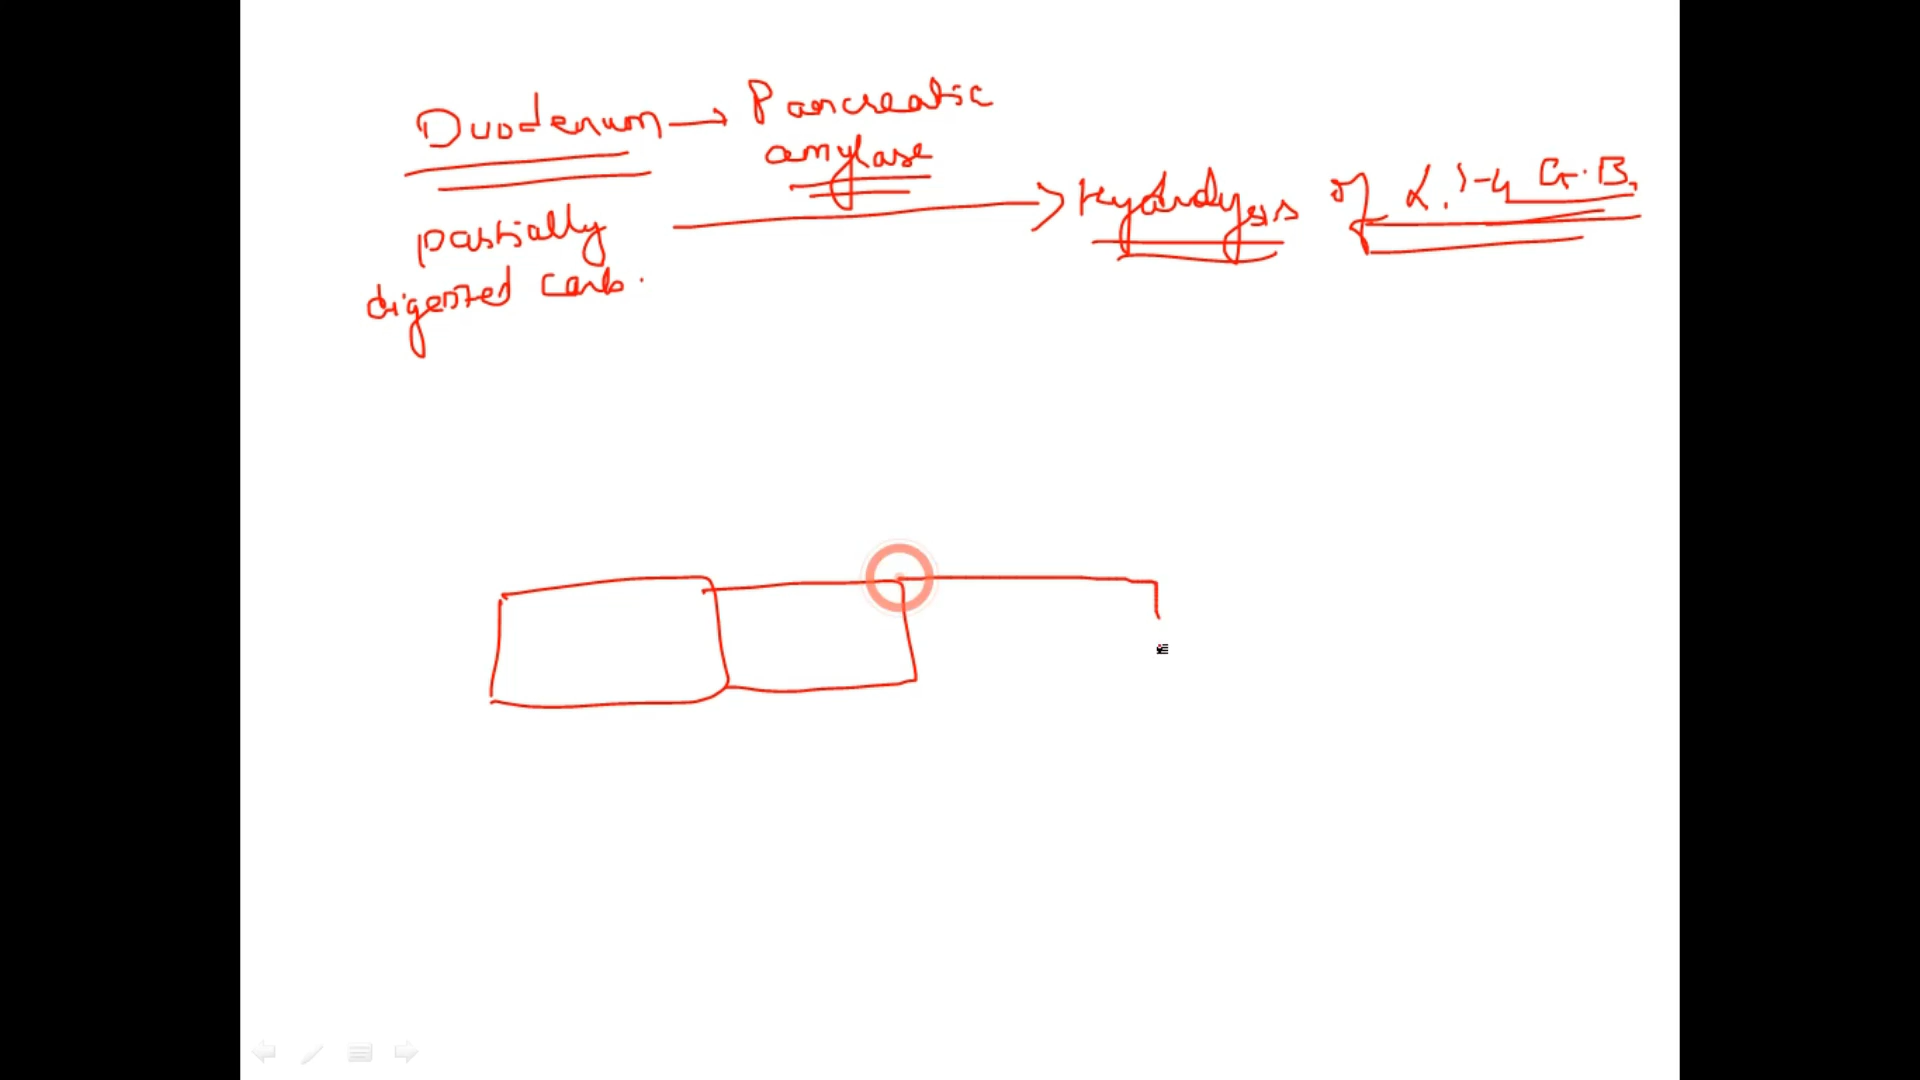 Duodenum → Pancreatic
amylase
partially → Hydrolysis of α, 1-4 G.B.
digested carb.